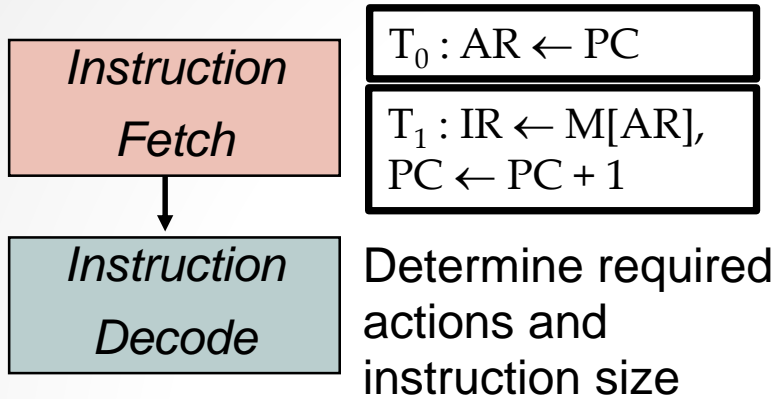 Instruction
Fetch
T₀ : AR ← PC
T₁ : IR ← M[AR],
PC ← PC + 1
Instruction
Decode
Determine required
actions and
instruction size